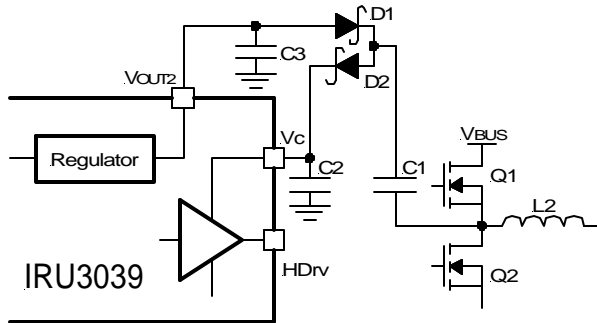 D1
C3
D2
VOUT2
Regulator
Vc
C2
C1
VBUS
Q1
L2
Q2
HDrv
IRU3039